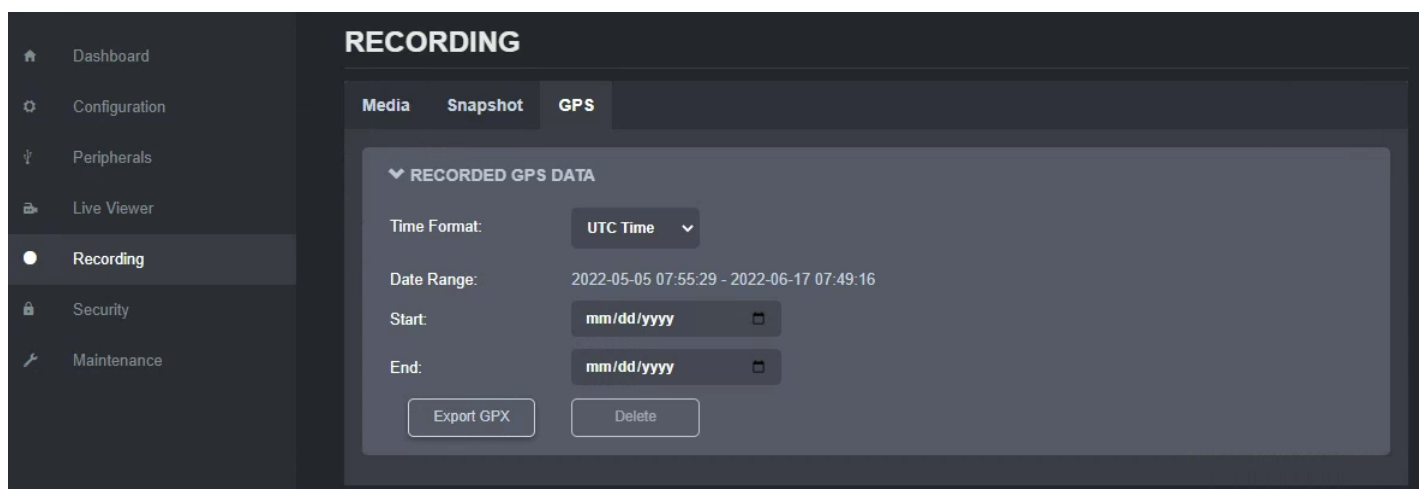 Dashboard
Configuration
Peripherals
Live Viewer
Recording
Security
Maintenance
RECORDING
Media Snapshot GPS
RECORDED GPS DATA
Time Format: UTC Time
Date Range: 2022-05-05 07:55:29 - 2022-06-17 07:49:16
Start: mm/dd/yyyy
End: mm/dd/yyyy
Export GPX Delete